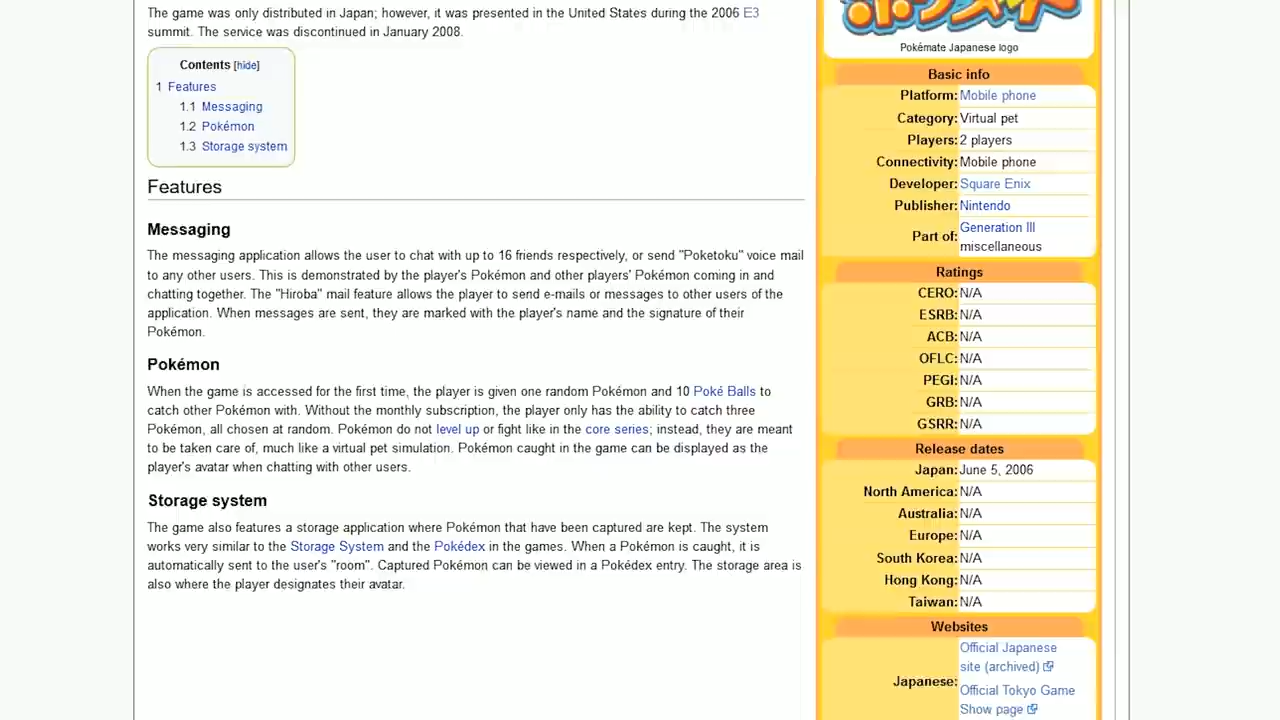 The game was only distributed in Japan; however, it was presented in the United States during the 2006 E3
summit. The service was discontinued in January 2008.
Contents [hide]
1 Features
1.1 Messaging
1.2 Pokémon
1.3 Storage system
Features
Messaging
The messaging application allows the user to chat with up to 16 friends respectively, or send "Poketoku" voice mail
to any other users. This is demonstrated by the player's Pokémon and other players' Pokémon coming in and
chatting together. The "Hiroba" mail feature allows the player to send e-mails or messages to other users of the
application. When messages are sent, they are marked with the player's name and the signature of their
Pokémon.
Pokémon
When the game is accessed for the first time, the player is given one random Pokémon and 10 Poké Balls to
catch other Pokémon with. Without the monthly subscription, the player only has the ability to catch three
Pokémon, all chosen at random. Pokémon do not level up or fight like in the core series; instead, they are meant
to be taken care of, much like a virtual pet simulation. Pokémon caught in the game can be displayed as the
player's avatar when chatting with other users.
Storage system
The game also features a storage application where Pokémon that have been captured are kept. The system
works very similar to the Storage System and the Pokédex in the games. When a Pokémon is caught, it is
automatically sent to the user's "room". Captured Pokémon can be viewed in a Pokédex entry. The storage area is
also where the player designates their avatar.
Pokémate Japanese logo
Basic info
Platform: Mobile phone
Category: Virtual pet
Players: 2 players
Connectivity: Mobile phone
Developer: Square Enix
Publisher: Nintendo
Part of: Generation III
miscellaneous
Ratings
CERO: N/A
ESRB: N/A
ACB: N/A
OFLC: N/A
PEGI: N/A
GRB: N/A
GSRR: N/A
Release dates
Japan: June 5, 2006
North America: N/A
Australia: N/A
Europe: N/A
South Korea: N/A
Hong Kong: N/A
Taiwan: N/A
Websites
Japanese: Official Japanese
site (archived)
Official Tokyo Game
Show page